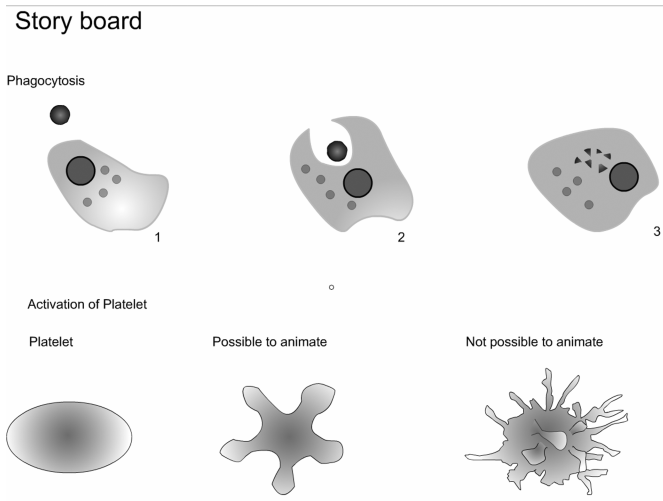 Story board
Phagocytosis
1
2
3
Activation of Platelet
Platelet
Possible to animate
Not possible to animate